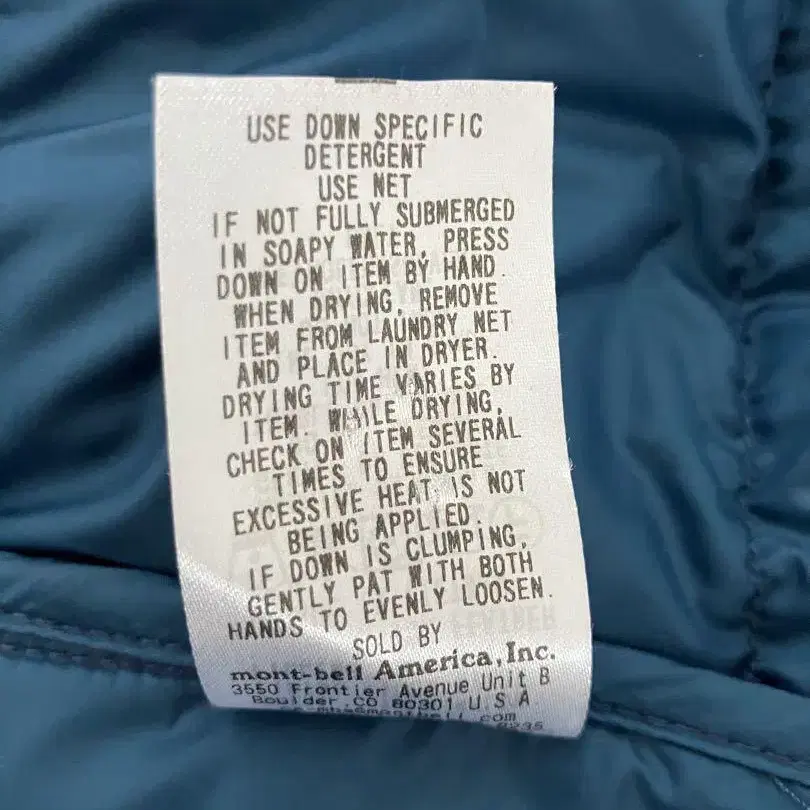 USE DOWN SPECIFIC
DETERGENT
USE NET
IF NOT FULLY SUBMERGED
IN SOAPY WATER, PRESS
DOWN ON ITEM BY HAND.
WHEN DRYING, REMOVE
ITEM FROM LAUNDRY NET
AND PLACE IN DRYER.
DRYING TIME VARIES BY
ITEM. WHILE DRYING,
CHECK ON ITEM SEVERAL
TIMES TO ENSURE
EXCESSIVE HEAT IS NOT
BEING APPLIED.
IF DOWN IS CLUMPING,
GENTLY PAT WITH BOTH
HANDS TO EVENLY LOOSEN.
SOLD BY
mont-bell America, Inc.
3550 Frontier Avenue Unit B
Boulder, CO 80301 U S A